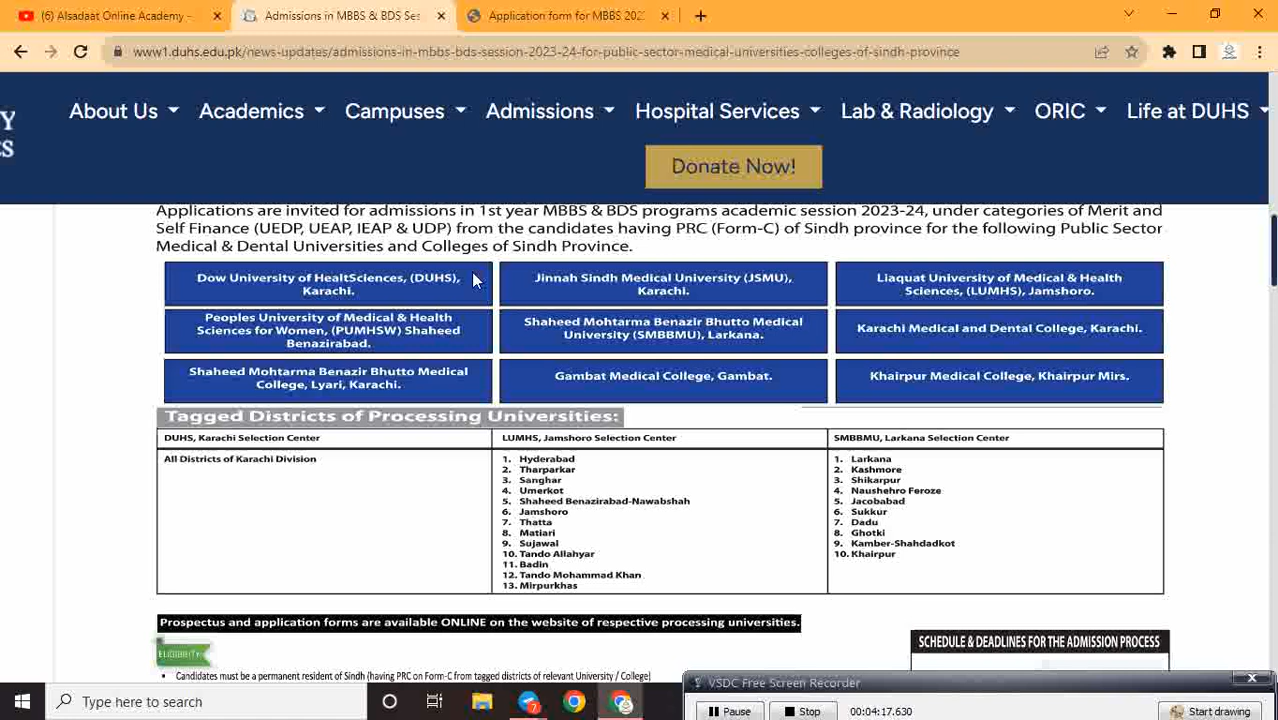 (6) Alsadaat Online Academy -
Admissions in MBBS & BDS Ses
Application form for MBBS 202
www1.duhs.edu.pk/news-updates/admissions-in-mbbs-bds-session-2023-24-for-public-sector-medical-universities-colleges-of-sindh-province
Y
S
About Us Academics Campuses Admissions Hospital Services Lab & Radiology ORIC Life at DUHS
Donate Now!
Applications are invited for admissions in 1st year MBBS & BDS programs academic session 2023-24, under categories of Merit and
Self Finance (UEDP, UEAP, IEAP & UDP) from the candidates having PRC (Form-C) of Sindh province for the following Public Sector
Medical & Dental Universities and Colleges of Sindh Province.
Dow University of HealtSciences, (DUHS),
Karachi.
Jinnah Sindh Medical University (JSMU),
Karachi.
Liaquat University of Medical & Health
Sciences, (LUMHS), Jamshoro.
Peoples University of Medical & Health
Sciences for Women, (PUMHSW) Shaheed
Benazirabad.
Shaheed Mohtarma Benazir Bhutto Medical
University (SMBBMU), Larkana.
Karachi Medical and Dental College, Karachi.
Shaheed Mohtarma Benazir Bhutto Medical
College, Lyari, Karachi.
Gambat Medical College, Gambat.
Khairpur Medical College, Khairpur Mirs.
Tagged Districts of Processing Universities:
DUHS, Karachi Selection Center
All Districts of Karachi Division
LUMHS, Jamshoro Selection Center
1. Hyderabad
2. Tharparkar
3. Sanghar
4. Umerkot
5. Shaheed Benazirabad-Nawabshah
6. Jamshoro
7. Thatta
8. Matiari
9. Sujawal
10. Tando Allahyar
11. Badin
12. Tando Mohammad Khan
13. Mirpurkhas
SMBBMU, Larkana Selection Center
1. Larkana
2. Kashmore
3. Shikarpur
4. Naushehro Feroze
5. Jacobabad
6. Sukkur
7. Dadu
8. Ghotki
9. Kamber-Shahdadkot
10. Khairpur
Prospectus and application forms are available ONLINE on the website of respective processing universities.
ELIGIBILITY
SCHEDULE & DEADLINES FOR THE ADMISSION PROCESS
• Candidates must be a permanent resident of Sindh (having PRC on Form-C from tagged districts of relevant University / College)
VSDC Free Screen Recorder
Type here to search
7
Pause
Stop
00:04:17.630
Start drawing